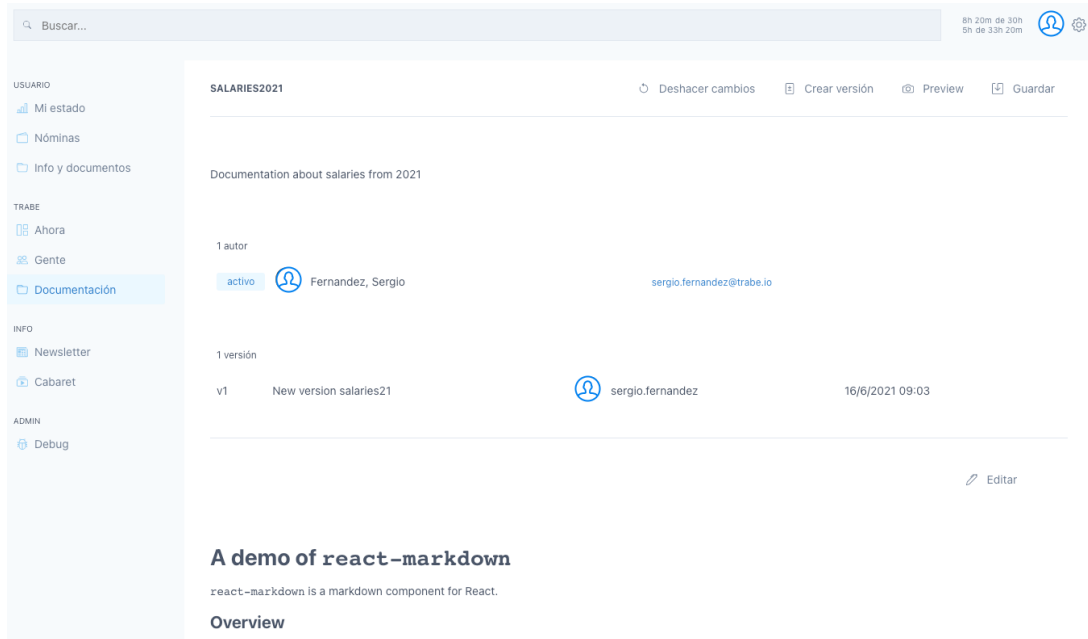 Buscar...
8h 20m de 30h
5h de 33h 20m
USUARIO
Mi estado
Nóminas
Info y documentos
TRABE
Ahora
Gente
Documentación
INFO
Newsletter
Cabaret
ADMIN
Debug
SALARIES2021
Deshacer cambios
Crear versión
Preview
Guardar
Documentation about salaries from 2021
1 autor
activo Fernandez, Sergio sergio.fernandez@trabe.io
1 versión
v1 New version salaries21 sergio.fernandez 16/6/2021 09:03
Editar
A demo of react-markdown
react-markdown is a markdown component for React.
Overview